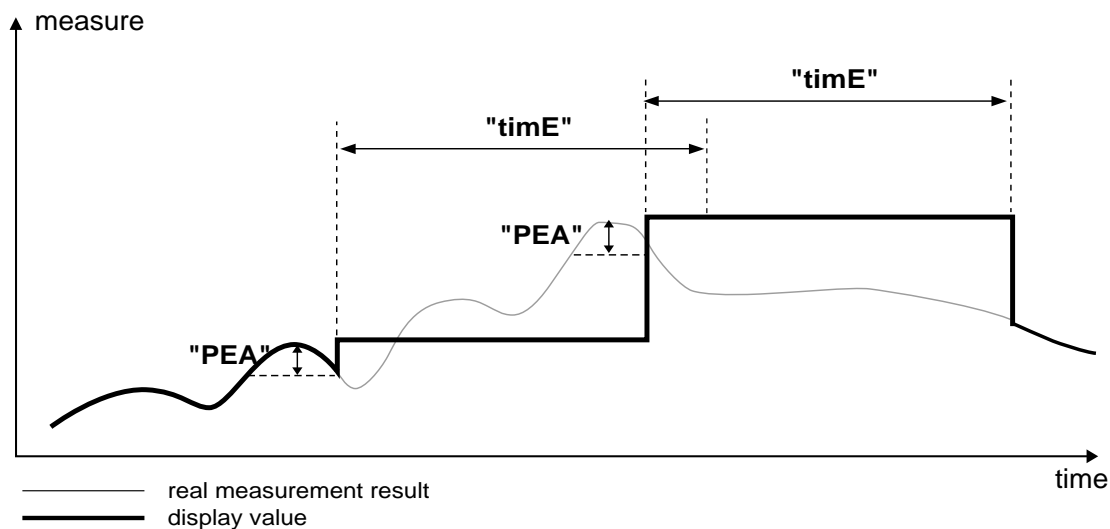 measure
"timE"
"timE"
"PEA"
"PEA"
time
real measurement result
display value